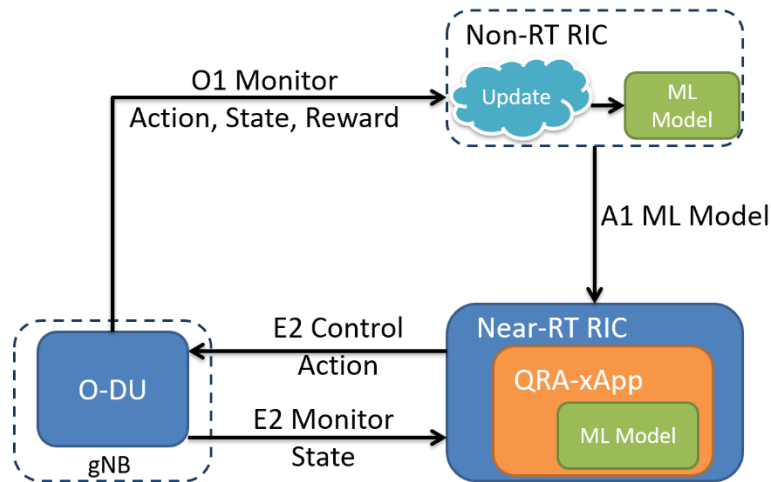 Non-RT RIC
O1 Monitor
Action, State, Reward
Update
ML
Model
A1 ML Model
E2 Control
Action
Near-RT RIC
QRA-xApp
ML Model
O-DU
E2 Monitor
State
gNB